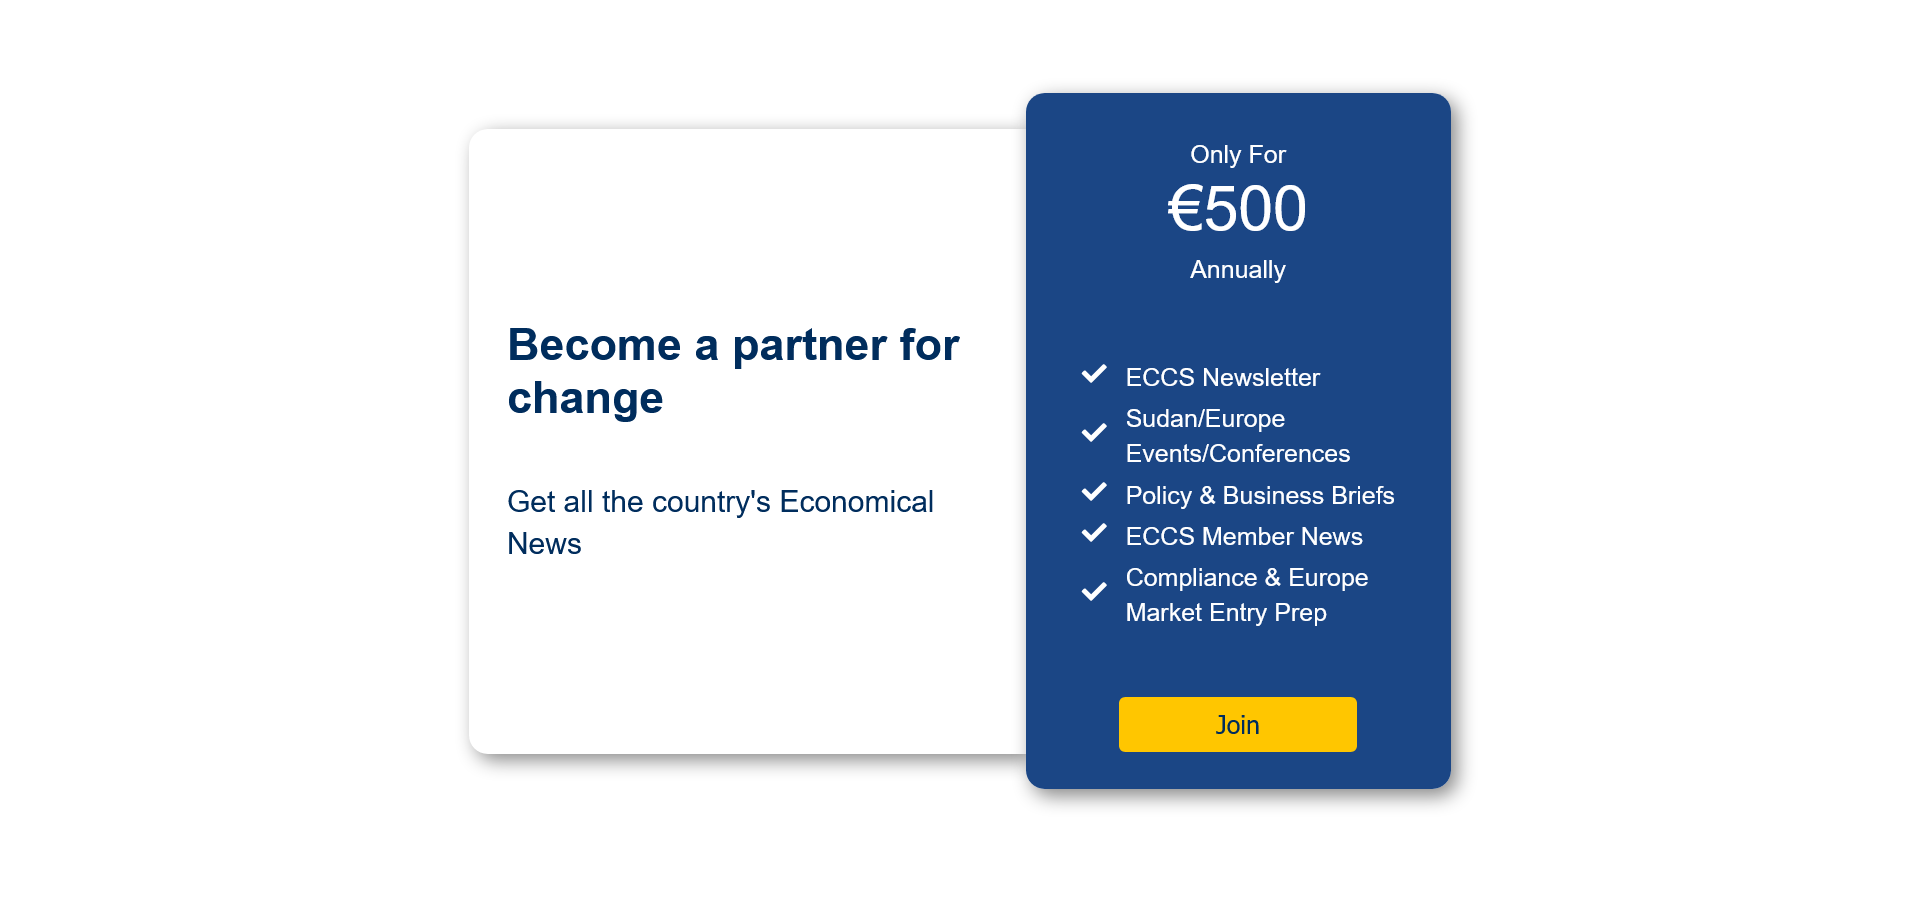 Become a partner for
change
Get all the country's Economical
News
Only For
€500
Annually
ECCS Newsletter
Sudan/Europe
Events/Conferences
Policy & Business Briefs
ECCS Member News
Compliance & Europe
Market Entry Prep
Join